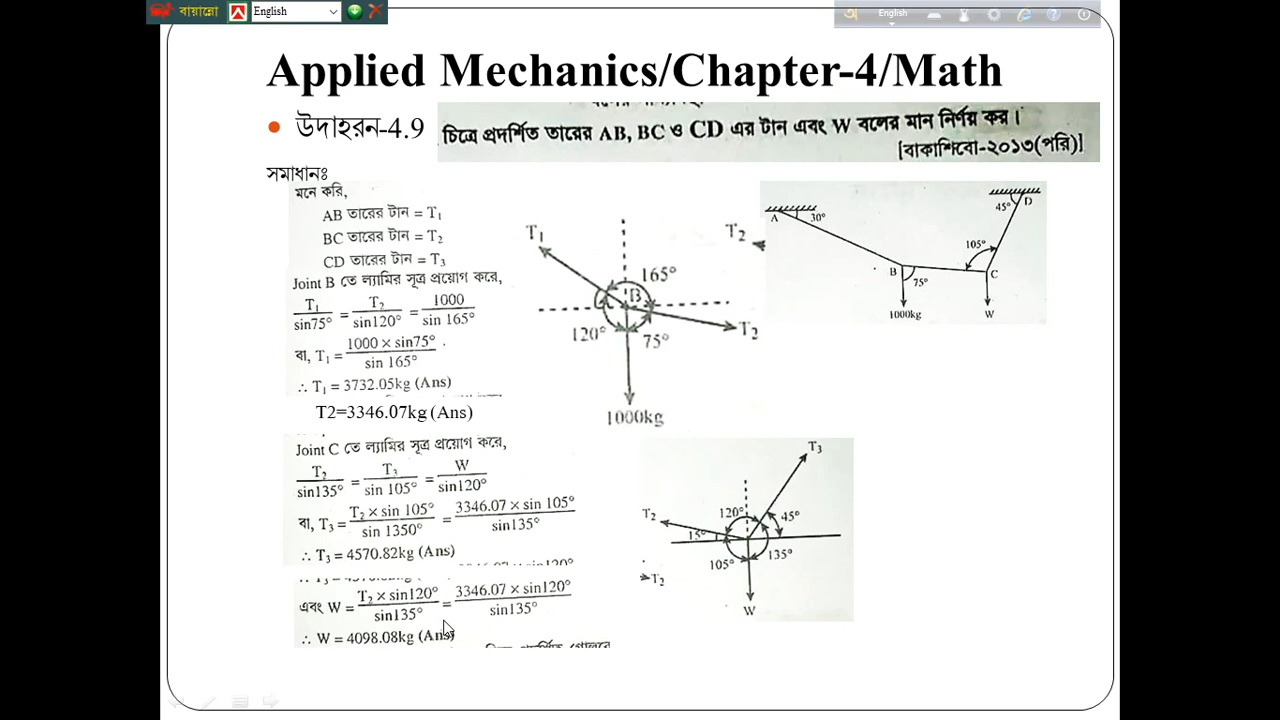 বায়ান্নো
English
English
Applied Mechanics/Chapter-4/Math
উদাহরন-4.9
চিত্রে প্রদর্শিত তারের AB, BC ও CD এর টান এবং W বলের মান নির্ণয় কর।
[বাকাশিবো-২০১৩(পরি)]
সমাধানঃ
মনে করি,
AB তারের টান = T₁
BC তারের টান = T₂
CD তারের টান = T₃
Joint B তে ল্যামির সূত্র প্রয়োগ করে,
T₁/sin75° = T₂/sin120° = 1000/sin 165°
বা, T₁ = 1000 × sin75°/sin 165°
∴ T₁ = 3732.05kg (Ans)
T2=3346.07kg (Ans)
Joint C তে ল্যামির সূত্র প্রয়োগ করে,
T₂/sin135° = T₃/sin 105° = W/sin120°
বা, T₃ = T₂ × sin 105°/sin 1350° = 3346.07 × sin 105°/sin135°
∴ T₃ = 4570.82kg (Ans)
এবং W = T₂ × sin120°/sin135° = 3346.07 × sin120°/sin135°
∴ W = 4098.08kg (Ans)
T₁
T₂
165°
B
120°
75°
T₂
1000kg
A
30°
45°
D
105°
B
75°
C
1000kg
W
T₃
T₂
120°
45°
15°
105°
135°
T₂
W